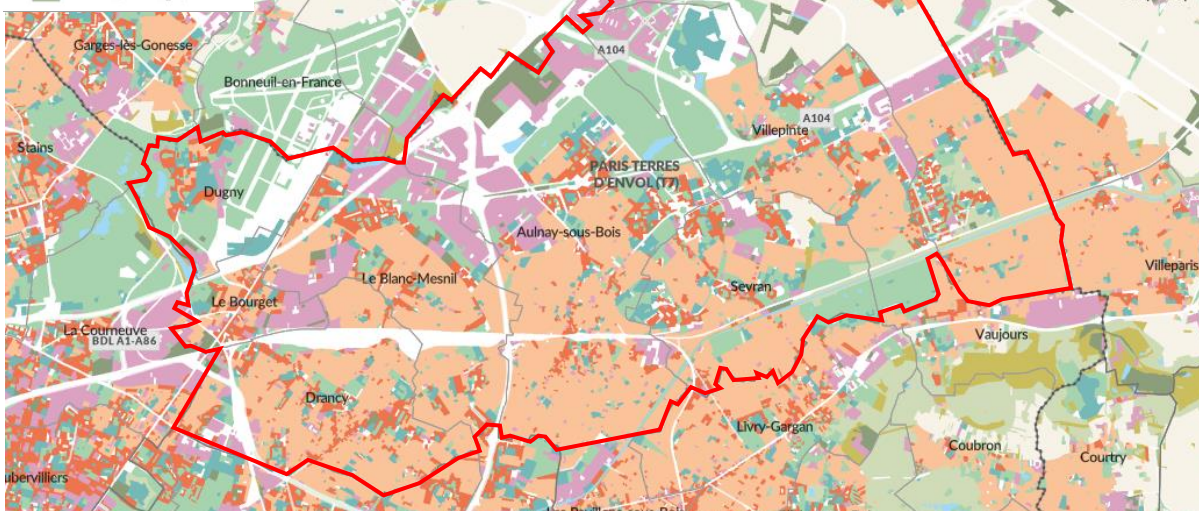 Garges-lès-Gonesse
A104
Bonneuil-en-France
A104
Villepinte
Stains
PARIS TERRES
D'ENVOL (T7)
Dugny
Aulnay-sous-Bois
Le Blanc-Mesnil
Villeparis
Sevran
Le Bourget
La Courneuve
BDL A1-A86
Vaujours
Drancy
Livry-Gargan
Coubron
Courtry
ubervilliers